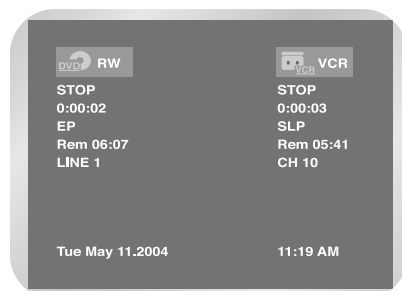 DVD RW
STOP
0:00:02
EP
Rem 06:07
LINE 1
VCR VCR
STOP
0:00:03
SLP
Rem 05:41
CH 10
Tue May 11.2004 11:19 AM